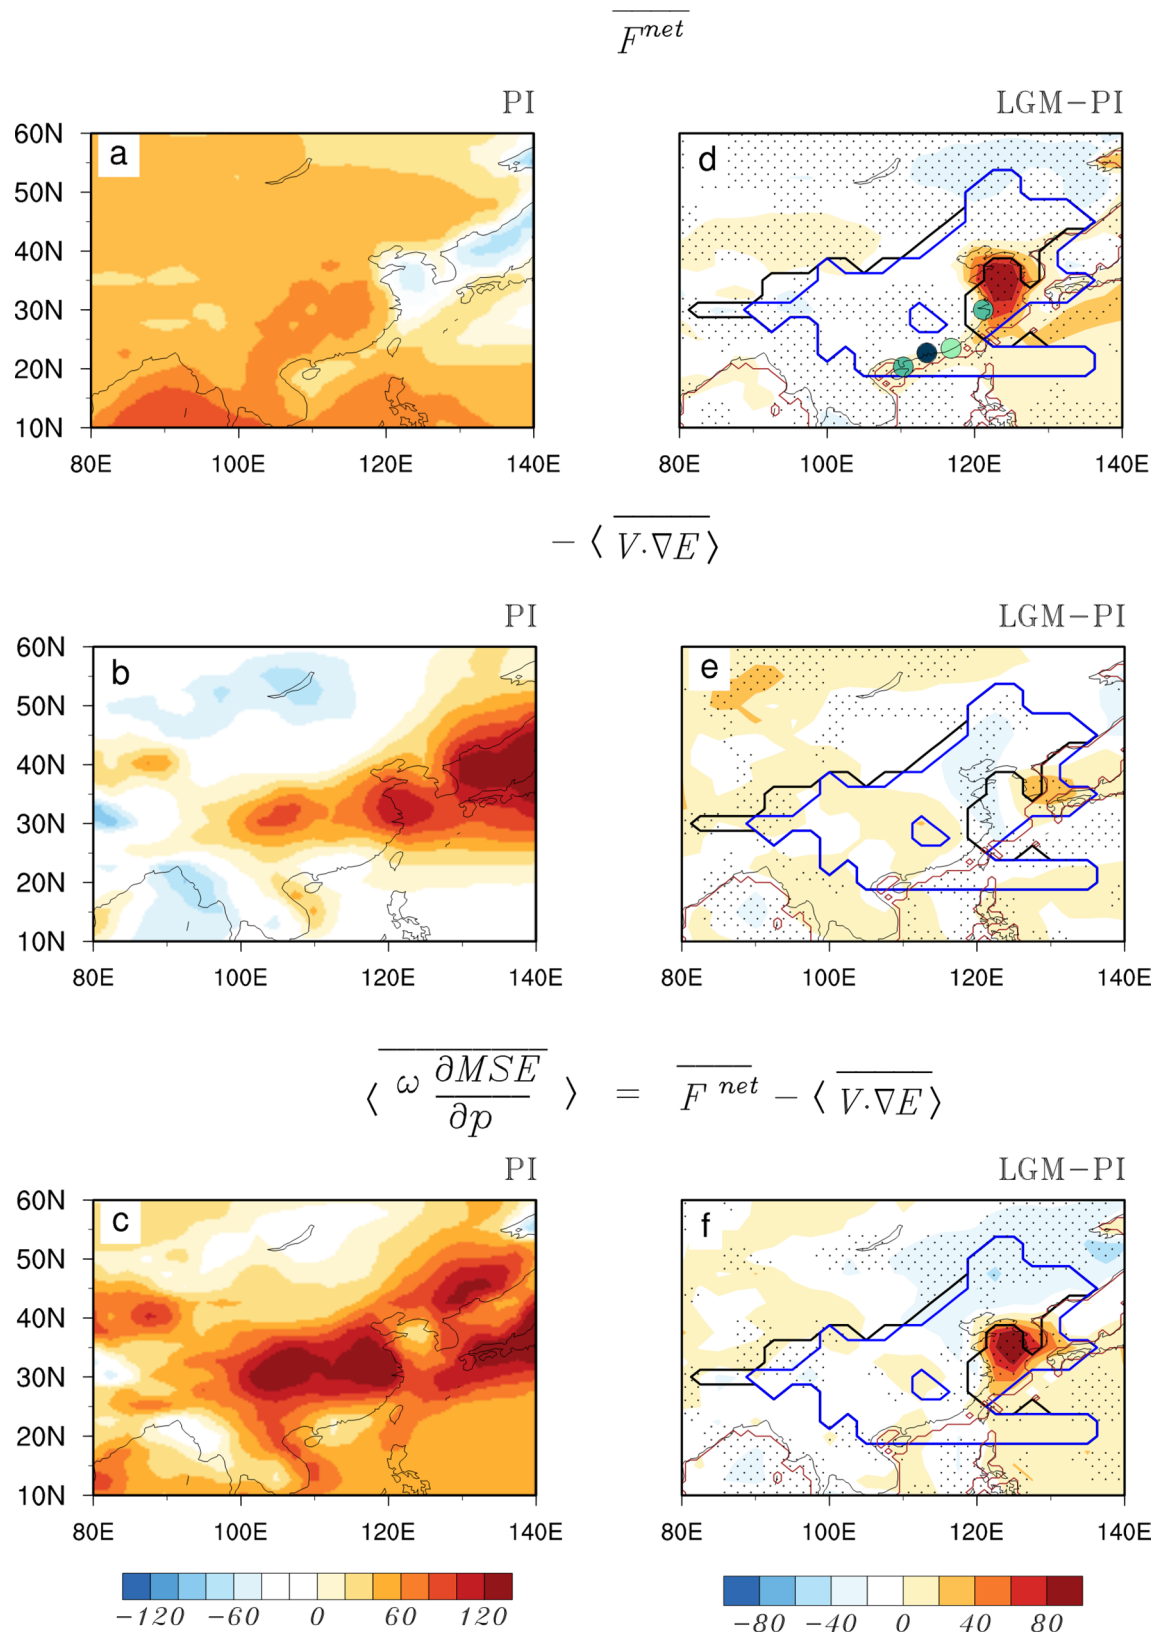 F^net
PI LGM−PI
60N a d
50N
40N
30N
20N
10N
80E 100E 120E 140E 80E 100E 120E 140E
− ⟨ V·∇E ⟩
PI LGM−PI
60N b e
50N
40N
30N
20N
10N
80E 100E 120E 140E 80E 100E 120E 140E
⟨ ω ∂MSE/∂p ⟩ = F^net − ⟨ V·∇E ⟩
PI LGM−PI
60N c f
50N
40N
30N
20N
10N
80E 100E 120E 140E 80E 100E 120E 140E
−120 −60 0 60 120 −80 −40 0 40 80